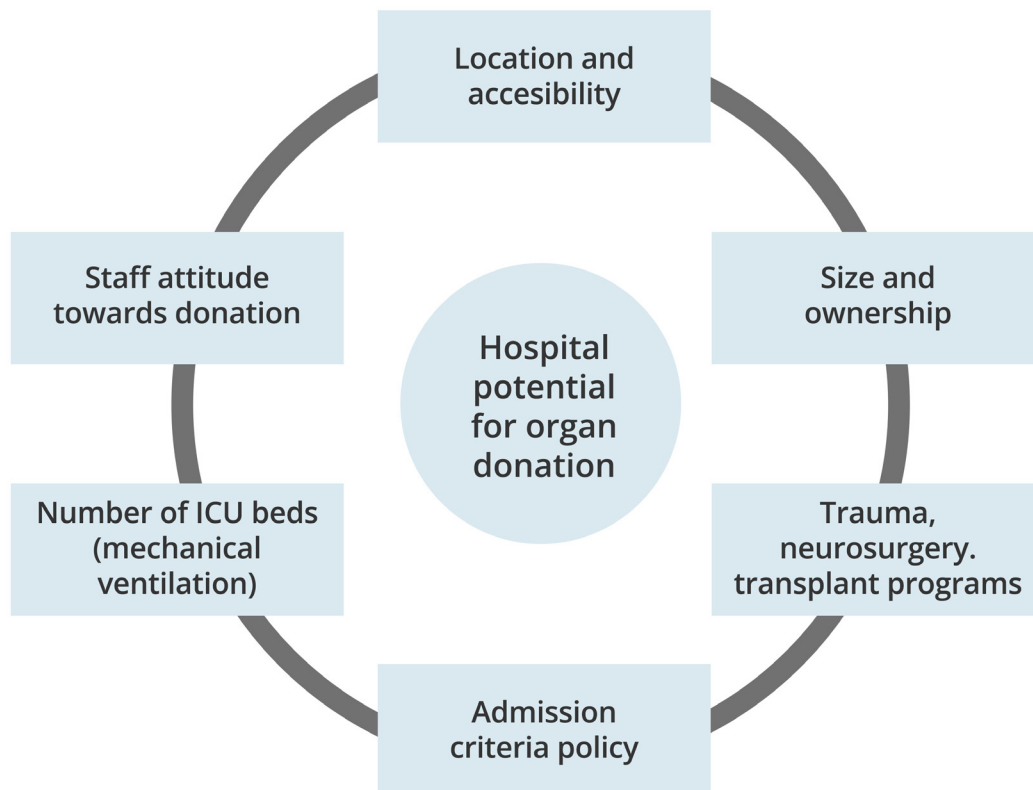 Location and
accesibility
Size and
ownership
Trauma,
neurosurgery.
transplant programs
Admission
criteria policy
Number of ICU beds
(mechanical
ventilation)
Staff attitude
towards donation
Hospital
potential
for organ
donation